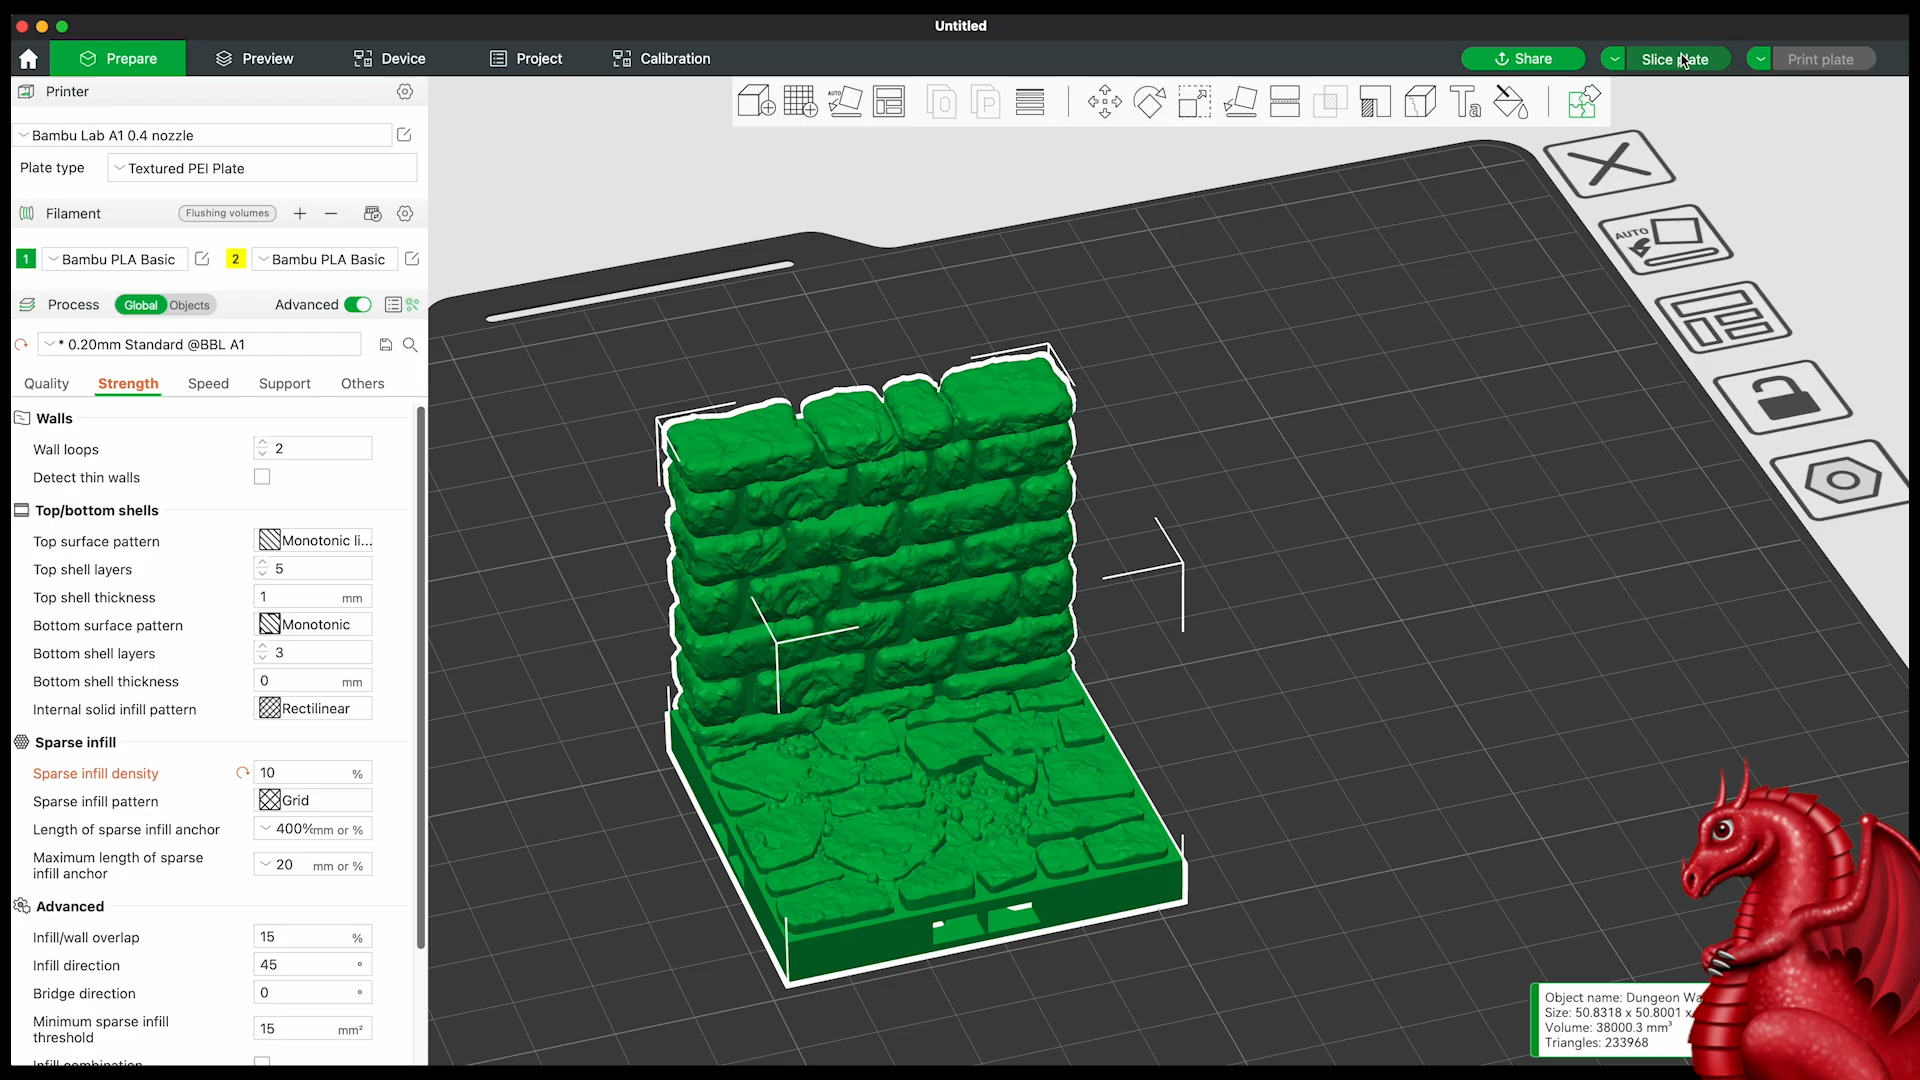 Untitled
Prepare
Preview
Device
Project
Calibration
Share
Slice plate
Print plate
Printer
Bambu Lab A1 0.4 nozzle
Plate type
Textured PEI Plate
Filament
Flushing volumes
1
Bambu PLA Basic
2
Bambu PLA Basic
Process
Global
Objects
Advanced
* 0.20mm Standard @BBL A1
Quality
Strength
Speed
Support
Others
Walls
Wall loops
2
Detect thin walls
Top/bottom shells
Top surface pattern
Monotonic li...
Top shell layers
5
Top shell thickness
1 mm
Bottom surface pattern
Monotonic
Bottom shell layers
3
Bottom shell thickness
0 mm
Internal solid infill pattern
Rectilinear
Sparse infill
Sparse infill density
10 %
Sparse infill pattern
Grid
Length of sparse infill anchor
400% mm or %
Maximum length of sparse
infill anchor
20 mm or %
Advanced
Infill/wall overlap
15 %
Infill direction
45 °
Bridge direction
0 °
Minimum sparse infill
threshold
15 mm²
Infill combination
AUTO
O
P
Ta
AUTO
Object name: Dungeon Wa
Size: 50.8318 x 50.8001 x
Volume: 38000.3 mm³
Triangles: 233968